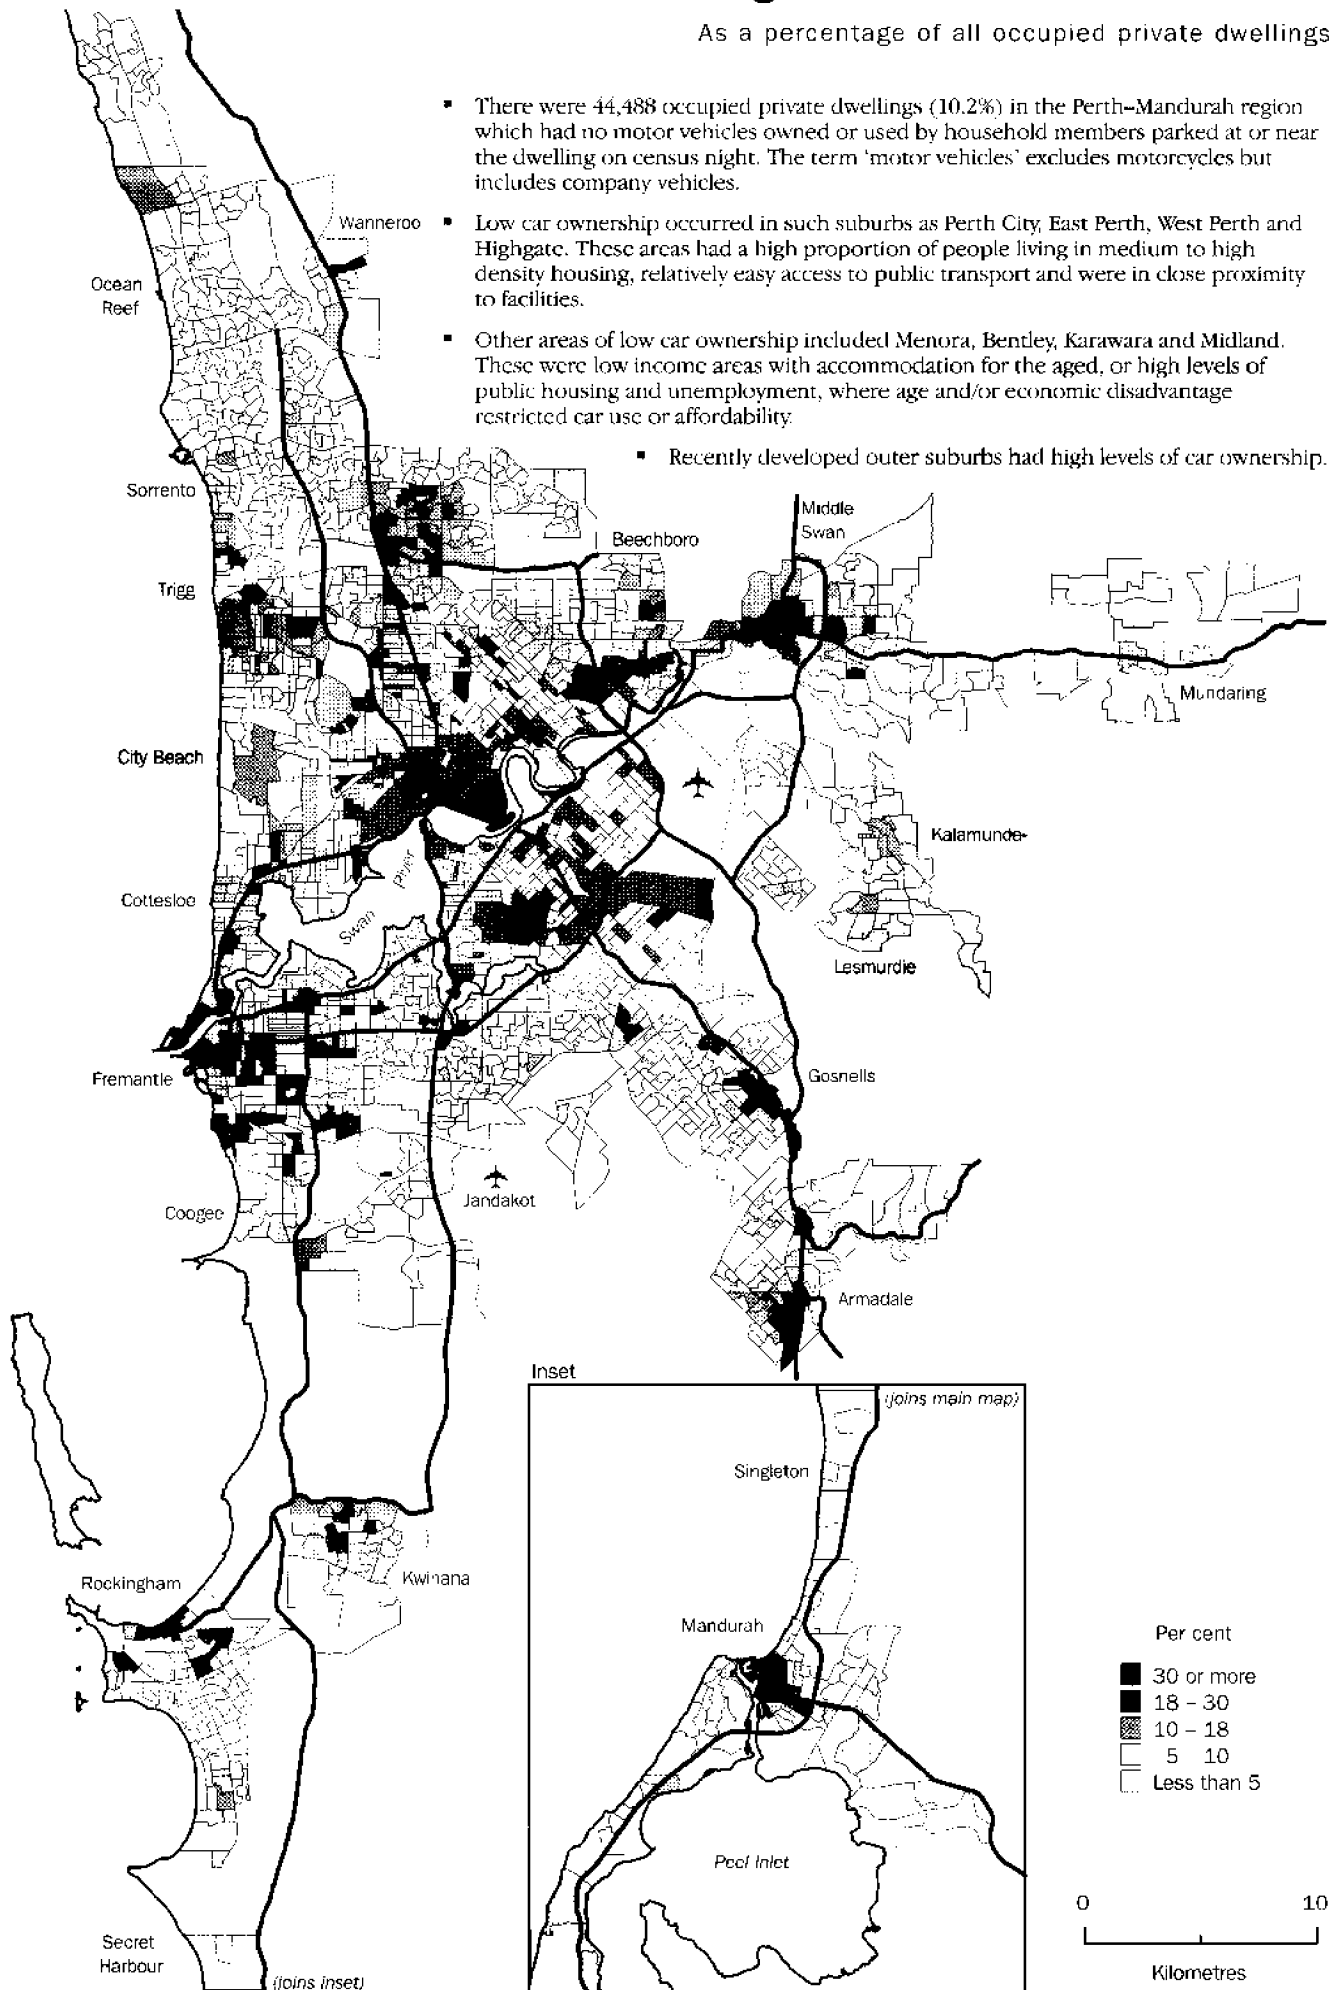 As a percentage of all occupied private dwellings
▪ There were 44,488 occupied private dwellings (10.2%) in the Perth–Mandurah region
which had no motor vehicles owned or used by household members parked at or near
the dwelling on census night. The term ‘motor vehicles’ excludes motorcycles but
includes company vehicles.
▪ Low car ownership occurred in such suburbs as Perth City, East Perth, West Perth and
Highgate. These areas had a high proportion of people living in medium to high
density housing, relatively easy access to public transport and were in close proximity
to facilities.
▪ Other areas of low car ownership included Menora, Bentley, Karawara and Midland.
These were low income areas with accommodation for the aged, or high levels of
public housing and unemployment, where age and/or economic disadvantage
restricted car use or affordability.
▪ Recently developed outer suburbs had high levels of car ownership.
Wanneroo
Ocean
Reef
Sorrento
Middle
Swan
Beechboro
Trigg
Mundaring
City Beach
Kalamunda
Cottesloe
Swan River
Lesmurdie
Gosnells
Fremantle
Jandakot
Coogee
Armadale
Inset
(joins main map)
Singleton
Kwinana
Rockingham
Mandurah
Per cent
30 or more
18 – 30
10 – 18
5 10
Less than 5
Peel Inlet
0 10
Kilometres
Secret
Harbour
(joins inset)